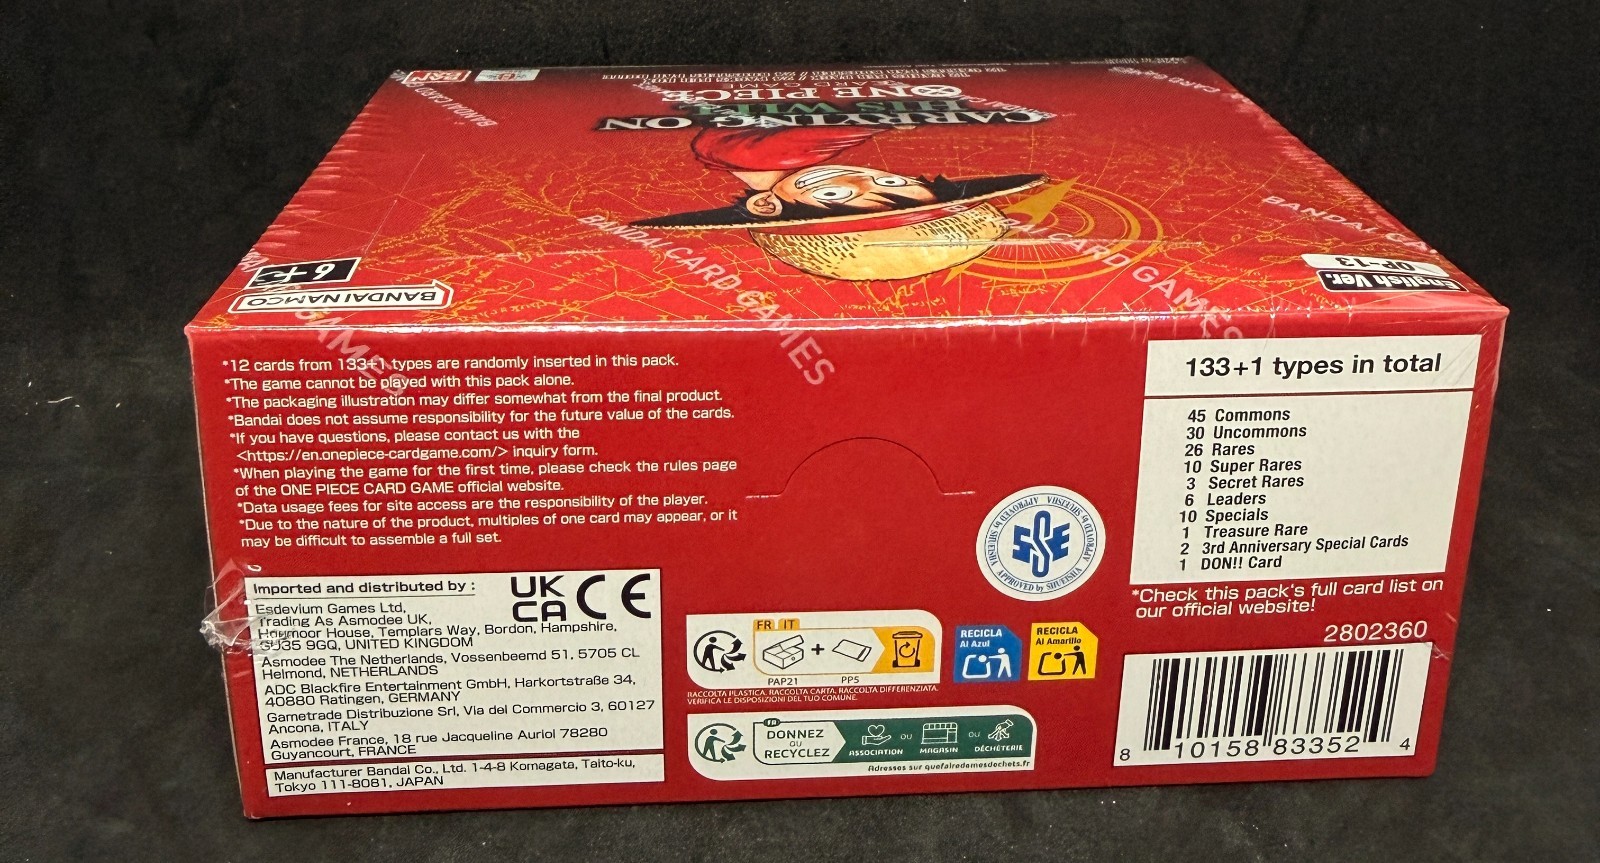 BAN
ONE PIECE
CARD GAME
CARRYING ON
HIS WILL
BANDAI CARD GAMES
BANDAI CARD GAMES
6+
BANDAI NAMCO
English Ver.
OP-13
*12 cards from 133+1 types are randomly inserted in this pack.
*The game cannot be played with this pack alone.
*The packaging illustration may differ somewhat from the final product.
*Bandai does not assume responsibility for the future value of the cards.
*If you have questions, please contact us with the
<https://en.onepiece-cardgame.com/> inquiry form.
*When playing the game for the first time, please check the rules page
of the ONE PIECE CARD GAME official website.
*Data usage fees for site access are the responsibility of the player.
*Due to the nature of the product, multiples of one card may appear, or it
may be difficult to assemble a full set.
Imported and distributed by :
UK
CA CE
Esdevium Games Ltd,
Trading As Asmodee UK,
Hourmoor House, Templars Way, Bordon, Hampshire,
GU35 9GQ, UNITED KINGDOM
Asmodee The Netherlands, Vossenbeemd 51, 5705 CL
Helmond, NETHERLANDS
ADC Blackfire Entertainment GmbH, Harkortstraße 34,
40880 Ratingen, GERMANY
Gametrade Distribuzione Srl, Via del Commercio 3, 60127
Ancona, ITALY
Asmodee France, 18 rue Jacqueline Auriol 78280
Guyancourt, FRANCE
Manufacturer Bandai Co., Ltd. 1-4-8 Komagata, Taito-ku,
Tokyo 111-8081, JAPAN
APPROVED by SHUEISHA
FR IT
+
PAP21 PP5
RACCOLTA PLASTICA. RACCOLTA CARTA. RACCOLTA DIFFERENZIATA.
VERIFICA LE DISPOSIZIONI DEL TUO COMUNE.
RECICLA
Al Azul
RECICLA
Al Amarillo
FR
DONNEZ
OU
RECYCLEZ
ASSOCIATION OU MAGASIN OU DÉCHÈTERIE
Adresses sur quefairedemesdechets.fr
133+1 types in total
45 Commons
30 Uncommons
26 Rares
10 Super Rares
3 Secret Rares
6 Leaders
10 Specials
1 Treasure Rare
2 3rd Anniversary Special Cards
1 DON!! Card
*Check this pack's full card list on
our official website!
2802360
8 10158 83352 4